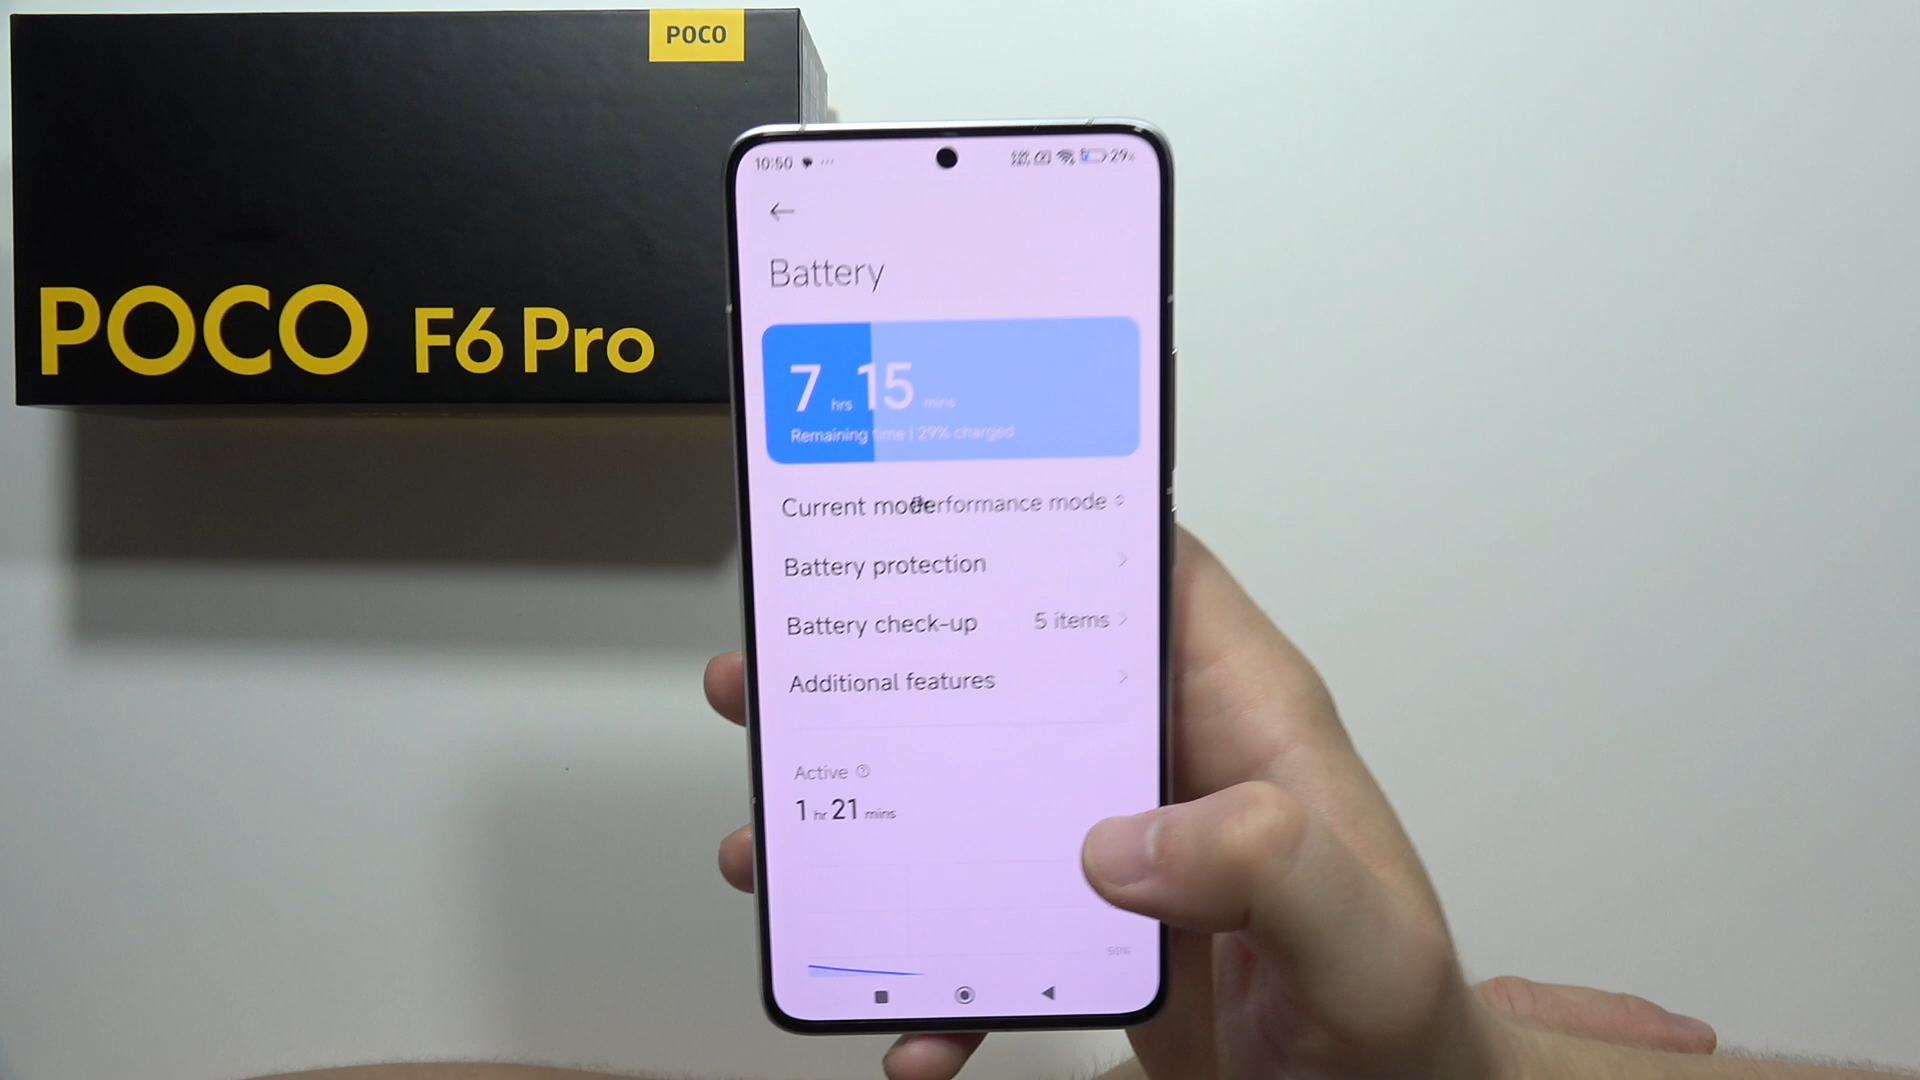 POCO
POCO F6 Pro
10:50
29%
Battery
7 hrs 15 mins
Remaining time | 29% charged
Current mode Performance mode
Battery protection
Battery check-up 5 items
Additional features
Active
1 hr 21 mins
50%